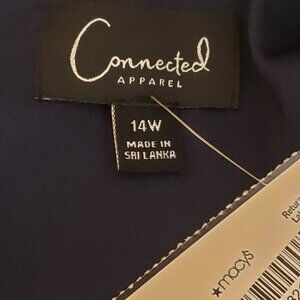 Connected
APPAREL
14W
MADE IN
SRI LANKA
★macy's